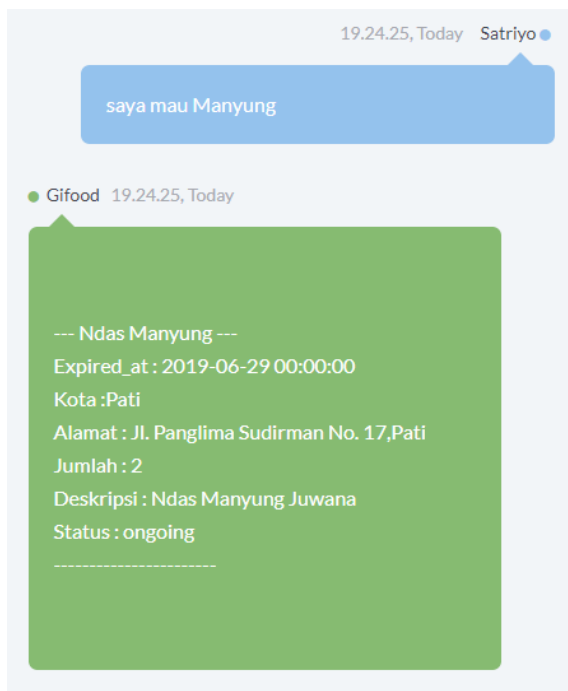 19.24.25, Today Satriyo
saya mau Manyung
Gifood 19.24.25, Today
--- Ndas Manyung ---
Expired_at : 2019-06-29 00:00:00
Kota :Pati
Alamat : Jl. Panglima Sudirman No. 17,Pati
Jumlah : 2
Deskripsi : Ndas Manyung Juwana
Status : ongoing
-----------------------